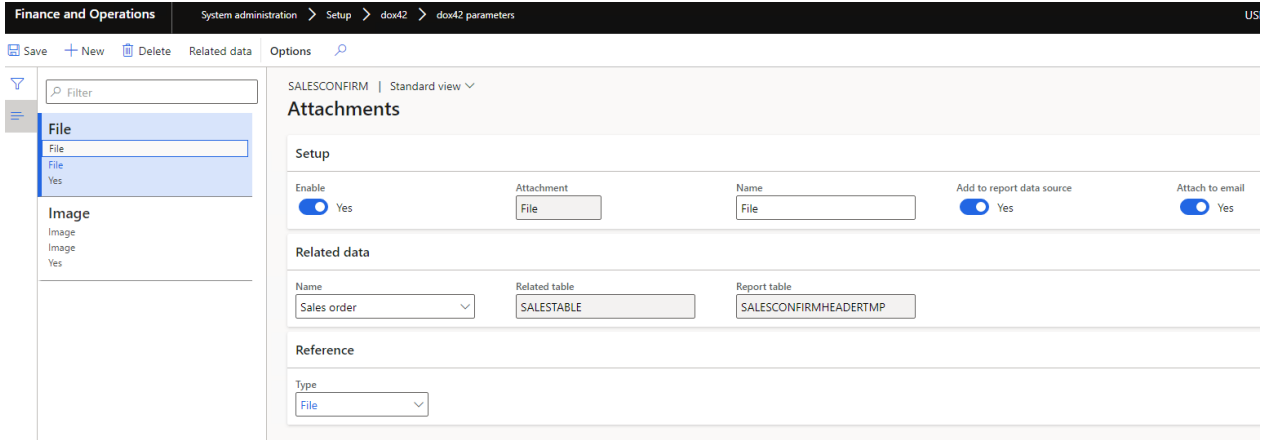 Finance and Operations System administration > Setup > dox42 > dox42 parameters
Save + New Delete Related data Options
Filter
File
File
File
Yes
Image
Image
Image
Yes
SALESCONFIRM | Standard view
Attachments
Setup
Enable Attachment Name Add to report data source Attach to email
Yes File File Yes Yes
Related data
Name Related table Report table
Sales order SALESTABLE SALESCONFIRMHEADERTMP
Reference
Type
File